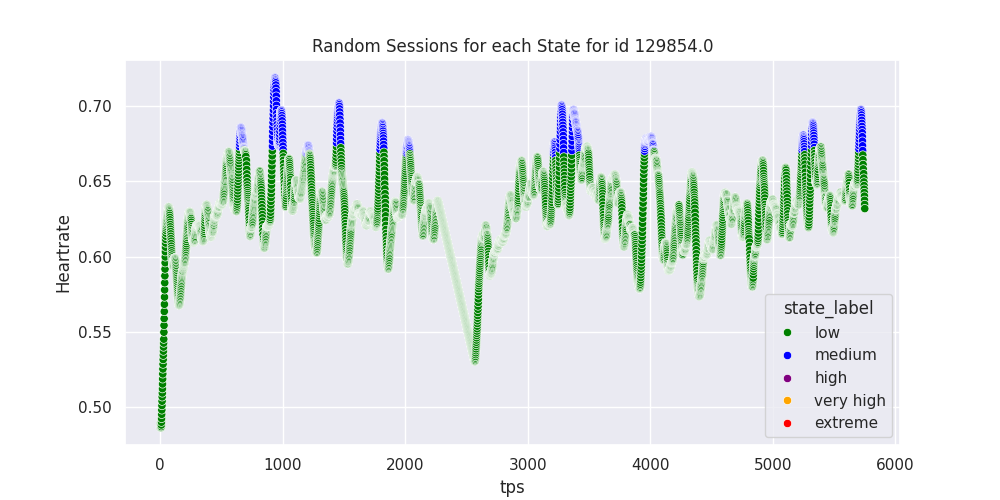 Random Sessions for each State for id 129854.0
Heartrate
0.70
0.65
0.60
0.55
0.50
0
1000
2000
3000
4000
5000
6000
tps
state_label
low
medium
high
very high
extreme